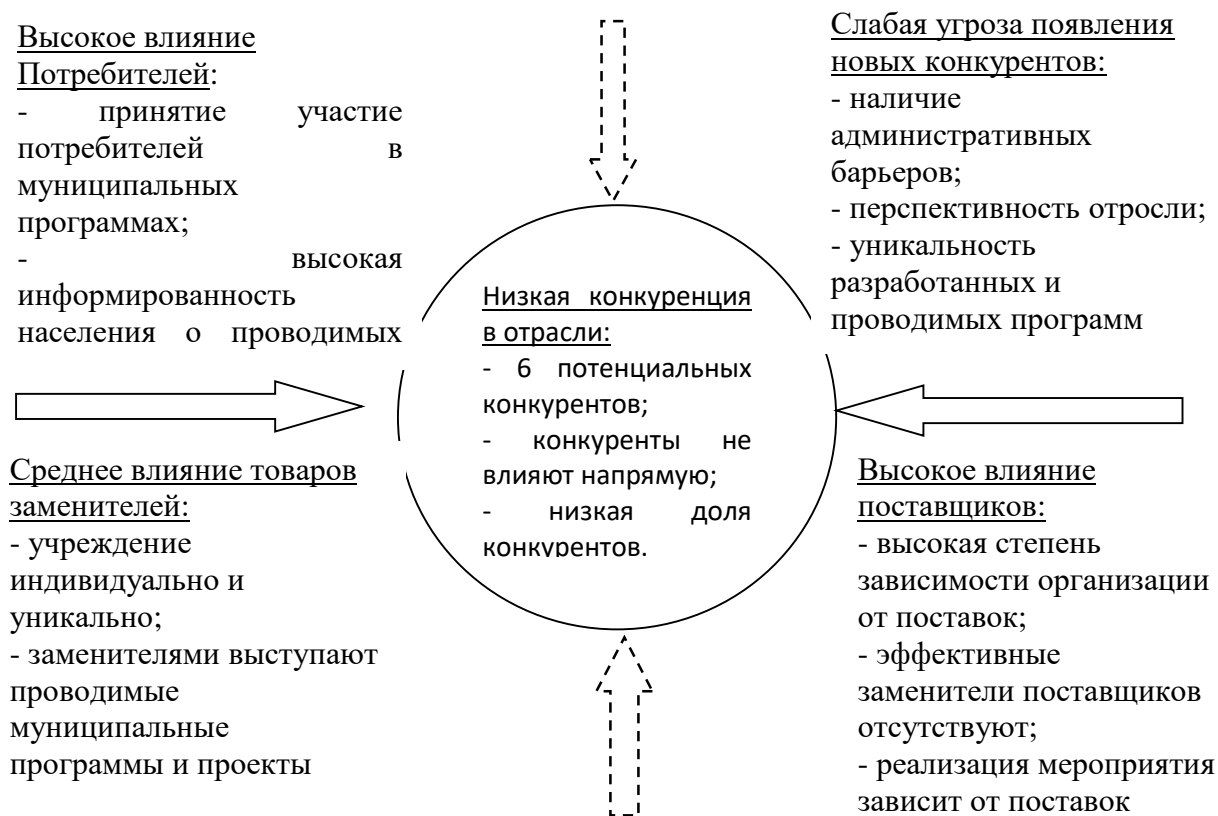 Высокое влияние
Потребителей:
- принятие участие
потребителей в
муниципальных
программах;
- высокая
информированность
населения о проводимых
Слабая угроза появления
новых конкурентов:
- наличие
административных
барьеров;
- перспективность отросли;
- уникальность
разработанных и
проводимых программ
Низкая конкуренция
в отрасли:
- 6 потенциальных
конкурентов;
- конкуренты не
влияют напрямую;
- низкая доля
конкурентов.
Среднее влияние товаров
заменителей:
- учреждение
индивидуально и
уникально;
- заменителями выступают
проводимые
муниципальные
программы и проекты
Высокое влияние
поставщиков:
- высокая степень
зависимости организации
от поставок;
- эффективные
заменители поставщиков
отсутствуют;
- реализация мероприятия
зависит от поставок